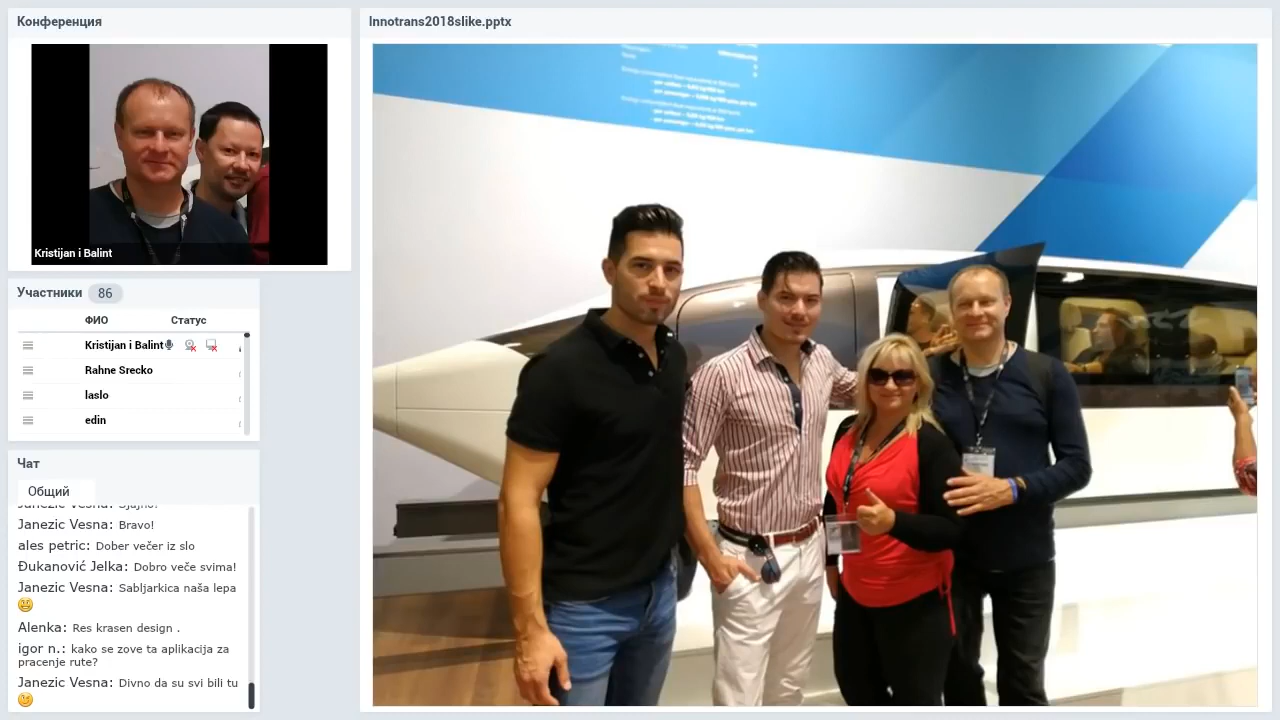 Конференция
Kristijan i Balint
Участники 86
ФИО Статус
Kristijan i Balint
Rahne Srecko
laslo
edin
Чат
Общий
Janezic Vesna: Sjajno!
Janezic Vesna: Bravo!
ales petric: Dober večer iz slo
Đukanović Jelka: Dobro veče svima!
Janezic Vesna: Sabljarkica naša lepa
Alenka: Res krasen design .
igor n.: kako se zove ta aplikacija za
pracenje rute?
Janezic Vesna: Divno da su svi bili tu
Innotrans2018slike.pptx